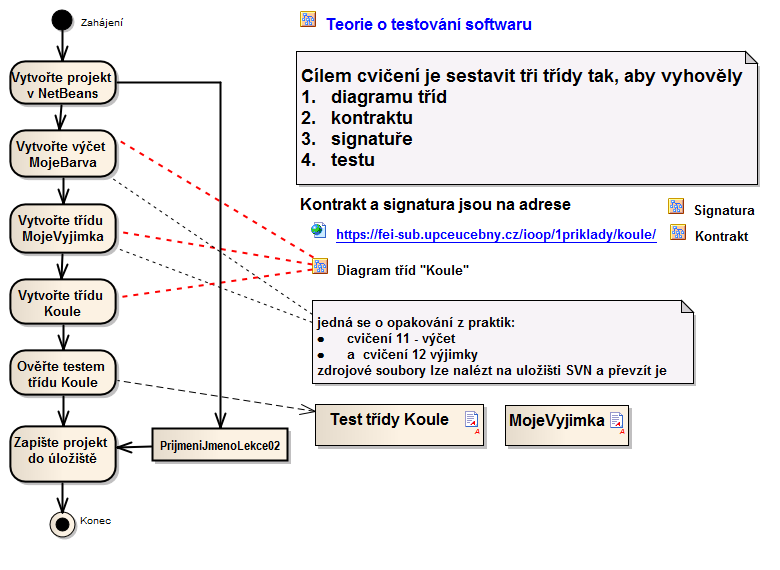 Zahájení
Vytvořte projekt
v NetBeans
Vytvořte výčet
MojeBarva
Vytvořte třídu
MojeVyjimka
Vytvořte třídu
Koule
Ověřte testem
třídu Koule
Zapište projekt
do úložiště
Konec
PrijmeniJmenoLekce02
Teorie o testování softwaru
Cílem cvičení je sestavit tři třídy tak, aby vyhověly
1. diagramu tříd
2. kontraktu
3. signatuře
4. testu
Kontrakt a signatura jsou na adrese
https://fei-sub.upceucebny.cz/ioop/1priklady/koule/
Signatura
Kontrakt
Diagram tříd "Koule"
jedná se o opakování z praktik:
● cvičení 11 - výčet
● a cvičení 12 výjimky
zdrojové soubory lze nalézt na uložišti SVN a převzít je
Test třídy Koule
A
MojeVyjimka
A